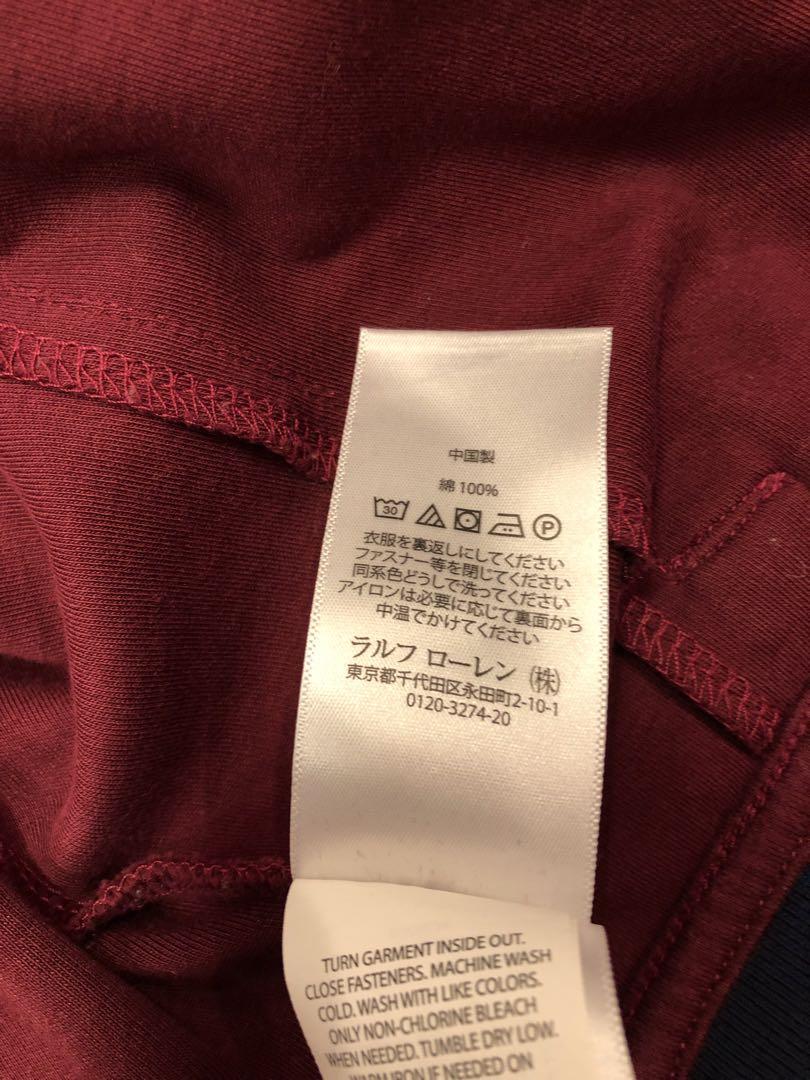 中国製
綿 100%
30 P
衣服を裏返しにしてください
ファスナー等を閉じてください
同系色どうしで洗ってください
アイロンは必要に応じて裏面から
中温でかけてください
ラルフ ローレン (株)
東京都千代田区永田町2-10-1
0120-3274-20
TURN GARMENT INSIDE OUT.
CLOSE FASTENERS. MACHINE WASH
COLD. WASH WITH LIKE COLORS.
ONLY NON-CHLORINE BLEACH
WHEN NEEDED. TUMBLE DRY LOW.
WARM IRON IF NEEDED ON